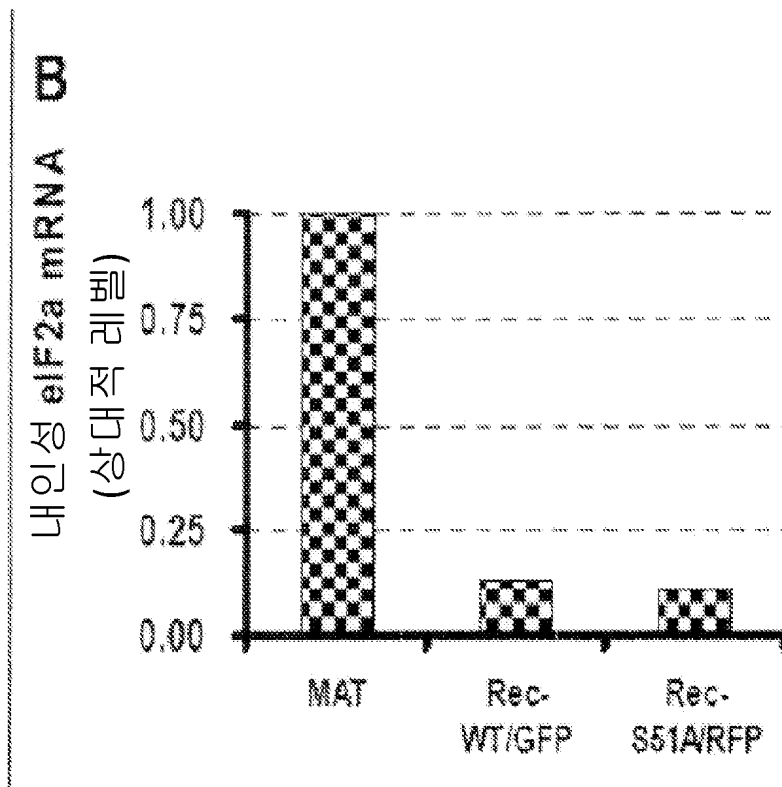 B
내인성 eIF2a mRNA
(상대적 레벨)
1.00
0.75
0.50
0.25
0.00
MAT
Rec-
WT/GFP
Rec-
S51A/RFP